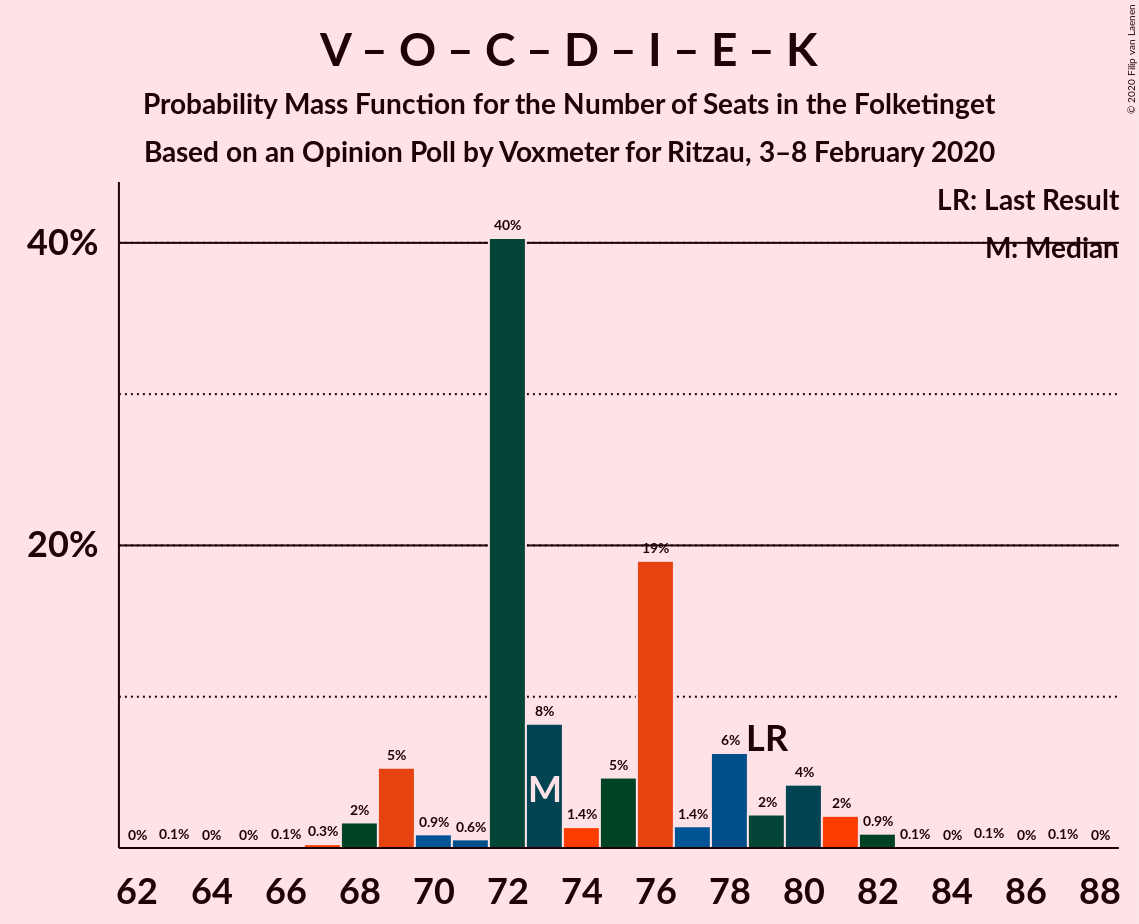 V – O – C – D – I – E – K
Probability Mass Function for the Number of Seats in the Folketinget
Based on an Opinion Poll by Voxmeter for Ritzau, 3–8 February 2020
© 2020 Filip van Laenen
LR: Last Result
M: Median
40%
20%
0% 0.1% 0% 0% 0.1% 0.3% 2% 5% 0.9% 0.6% 40% 8% 1.4% 5% 19% 1.4% 6% 2% 4% 2% 0.9% 0.1% 0% 0.1% 0% 0.1% 0%
LR
M
62 64 66 68 70 72 74 76 78 80 82 84 86 88